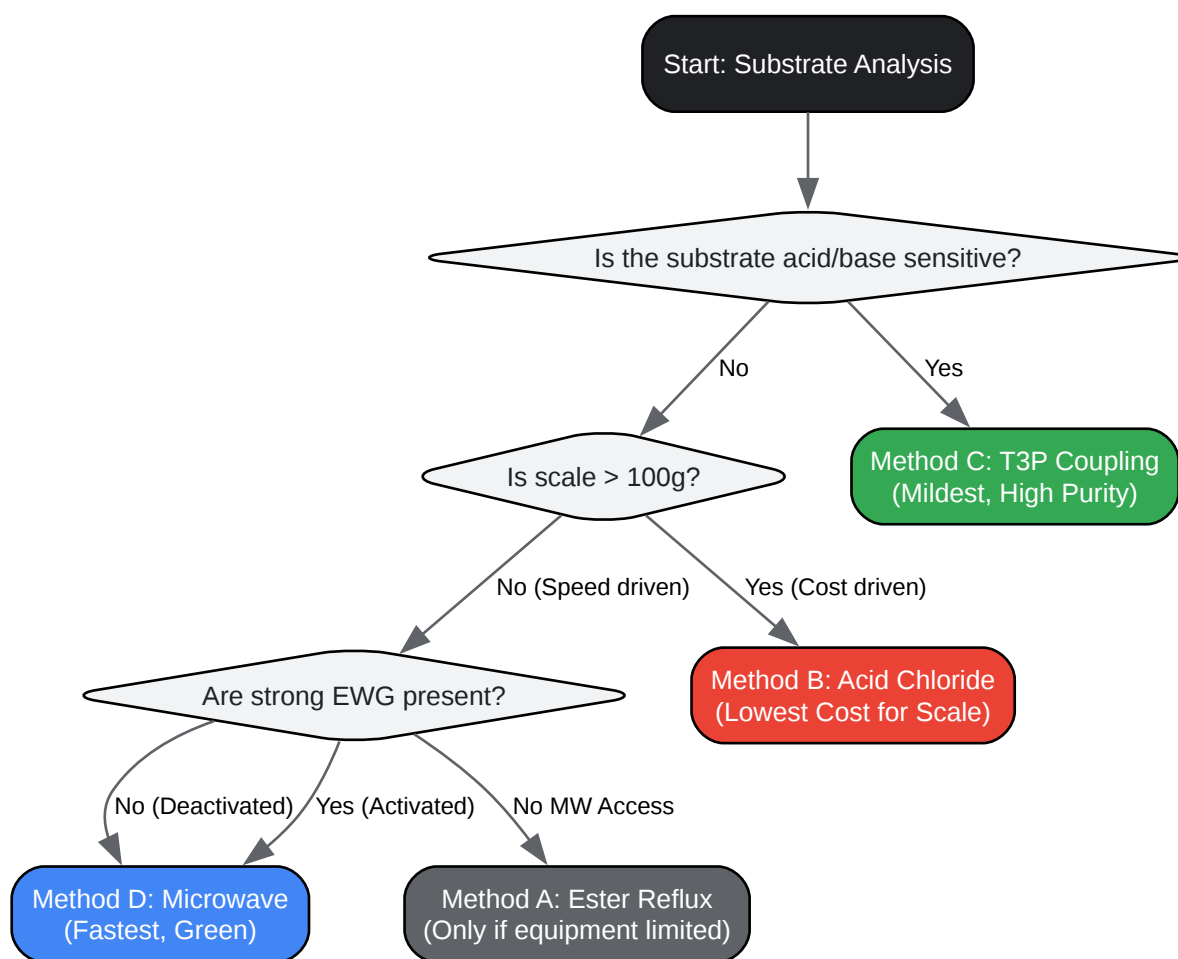 Start: Substrate Analysis
Is the substrate acid/base sensitive?
No
Yes
Is scale > 100g?
Method C: T3P Coupling
(Mildest, High Purity)
No (Speed driven)
Yes (Cost driven)
Are strong EWG present?
Method B: Acid Chloride
(Lowest Cost for Scale)
No (Deactivated)
Yes (Activated)
No MW Access
Method D: Microwave
(Fastest, Green)
Method A: Ester Reflux
(Only if equipment limited)